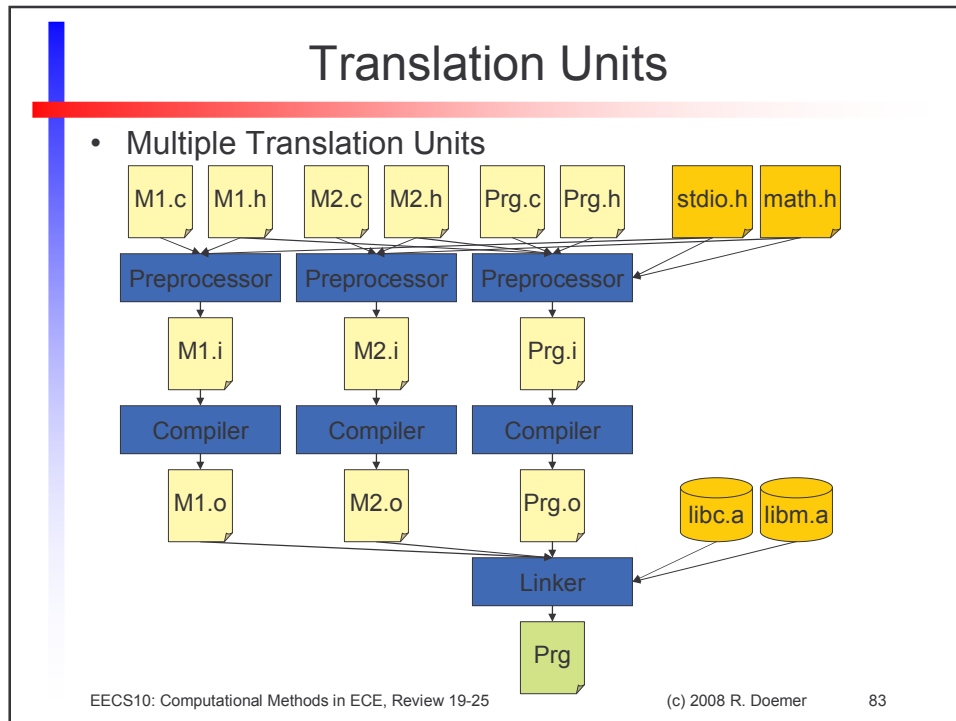 Translation Units
• Multiple Translation Units
M1.c M1.h M2.c M2.h Prg.c Prg.h stdio.h math.h
Preprocessor Preprocessor Preprocessor
M1.i M2.i Prg.i
Compiler Compiler Compiler
M1.o M2.o Prg.o libc.a libm.a
Linker
Prg
EECS10: Computational Methods in ECE, Review 19-25 (c) 2008 R. Doemer 83